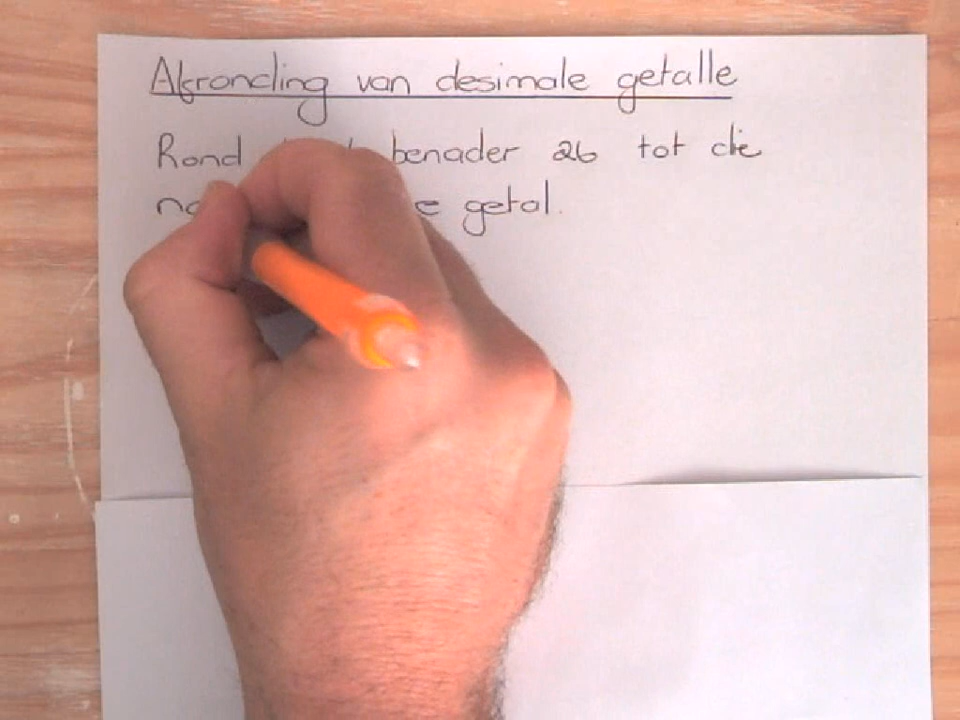 Afronding van desimale getalle
Rond benader 26 tot die
getal.